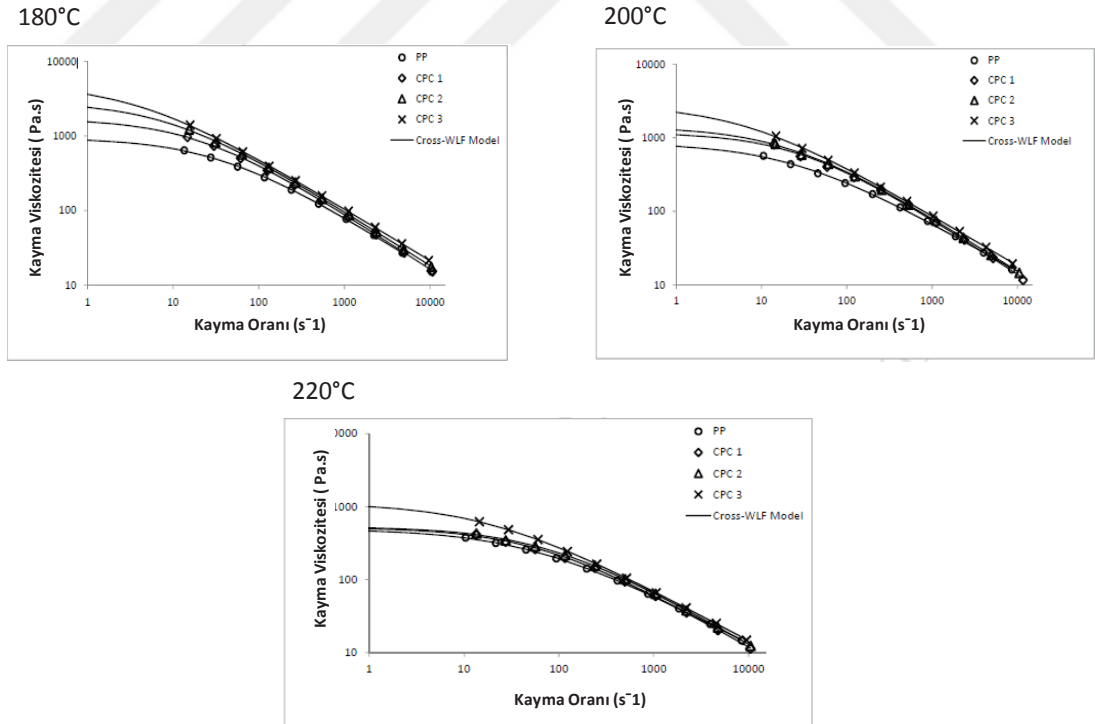 180°C
200°C
10000
1000
100
10
1
10
100
1000
10000
Kayma Viskozitesi ( Pa.s)
Kayma Oranı (s⁻1)
PP
CPC 1
CPC 2
CPC 3
Cross-WLF Model
10000
1000
100
10
1
10
100
1000
10000
Kayma Viskozitesi ( Pa.s)
Kayma Oranı (s⁻1)
PP
CPC 1
CPC 2
CPC 3
Cross-WLF Model
220°C
0000
1000
100
10
1
10
100
1000
10000
Kayma Viskozitesi ( Pa.s)
Kayma Oranı (s⁻1)
PP
CPC 1
CPC 2
CPC 3
Cross-WLF Model